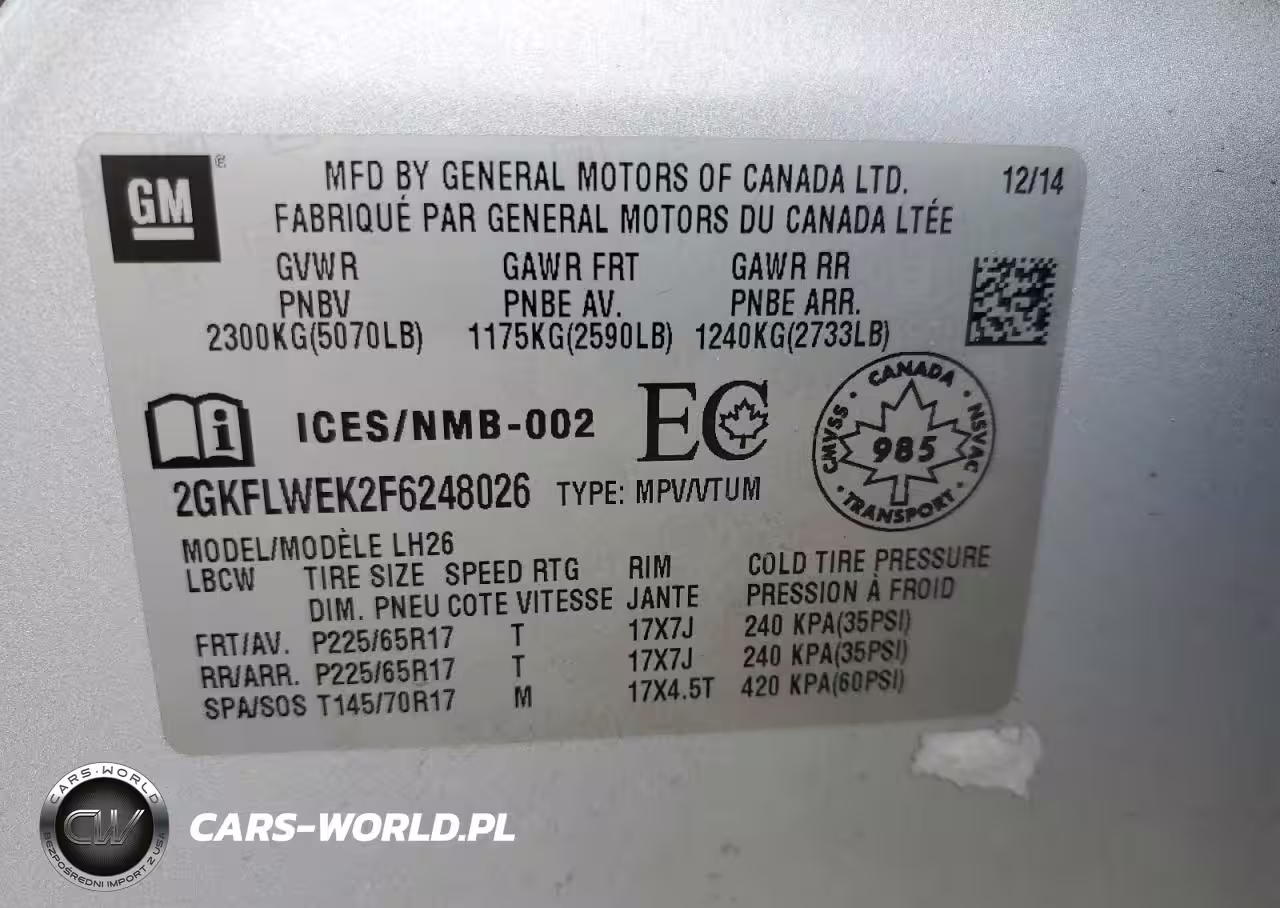 GM
MFD BY GENERAL MOTORS OF CANADA LTD. 12/14
FABRIQUÉ PAR GENERAL MOTORS DU CANADA LTÉE
GVWR GAWR FRT GAWR RR
PNBV PNBE AV. PNBE ARR.
2300KG(5070LB) 1175KG(2590LB) 1240KG(2733LB)
ICES/NMB-002 EC
CANADA
CMVSS 985 NSVAC
TRANSPORT
2GKFLWEK2F6248026 TYPE: MPV/VTUM
MODEL/MODÈLE LH26
LBCW TIRE SIZE SPEED RTG RIM COLD TIRE PRESSURE
DIM. PNEU COTE VITESSE JANTE PRESSION À FROID
FRT/AV. P225/65R17 T 17X7J 240 KPA(35PSI)
RR/ARR. P225/65R17 T 17X7J 240 KPA(35PSI)
SPA/SOS T145/70R17 M 17X4.5T 420 KPA(60PSI)
CARS-WORLD
CW
BEZPOŚREDNI IMPORT Z USA
CARS-WORLD.PL